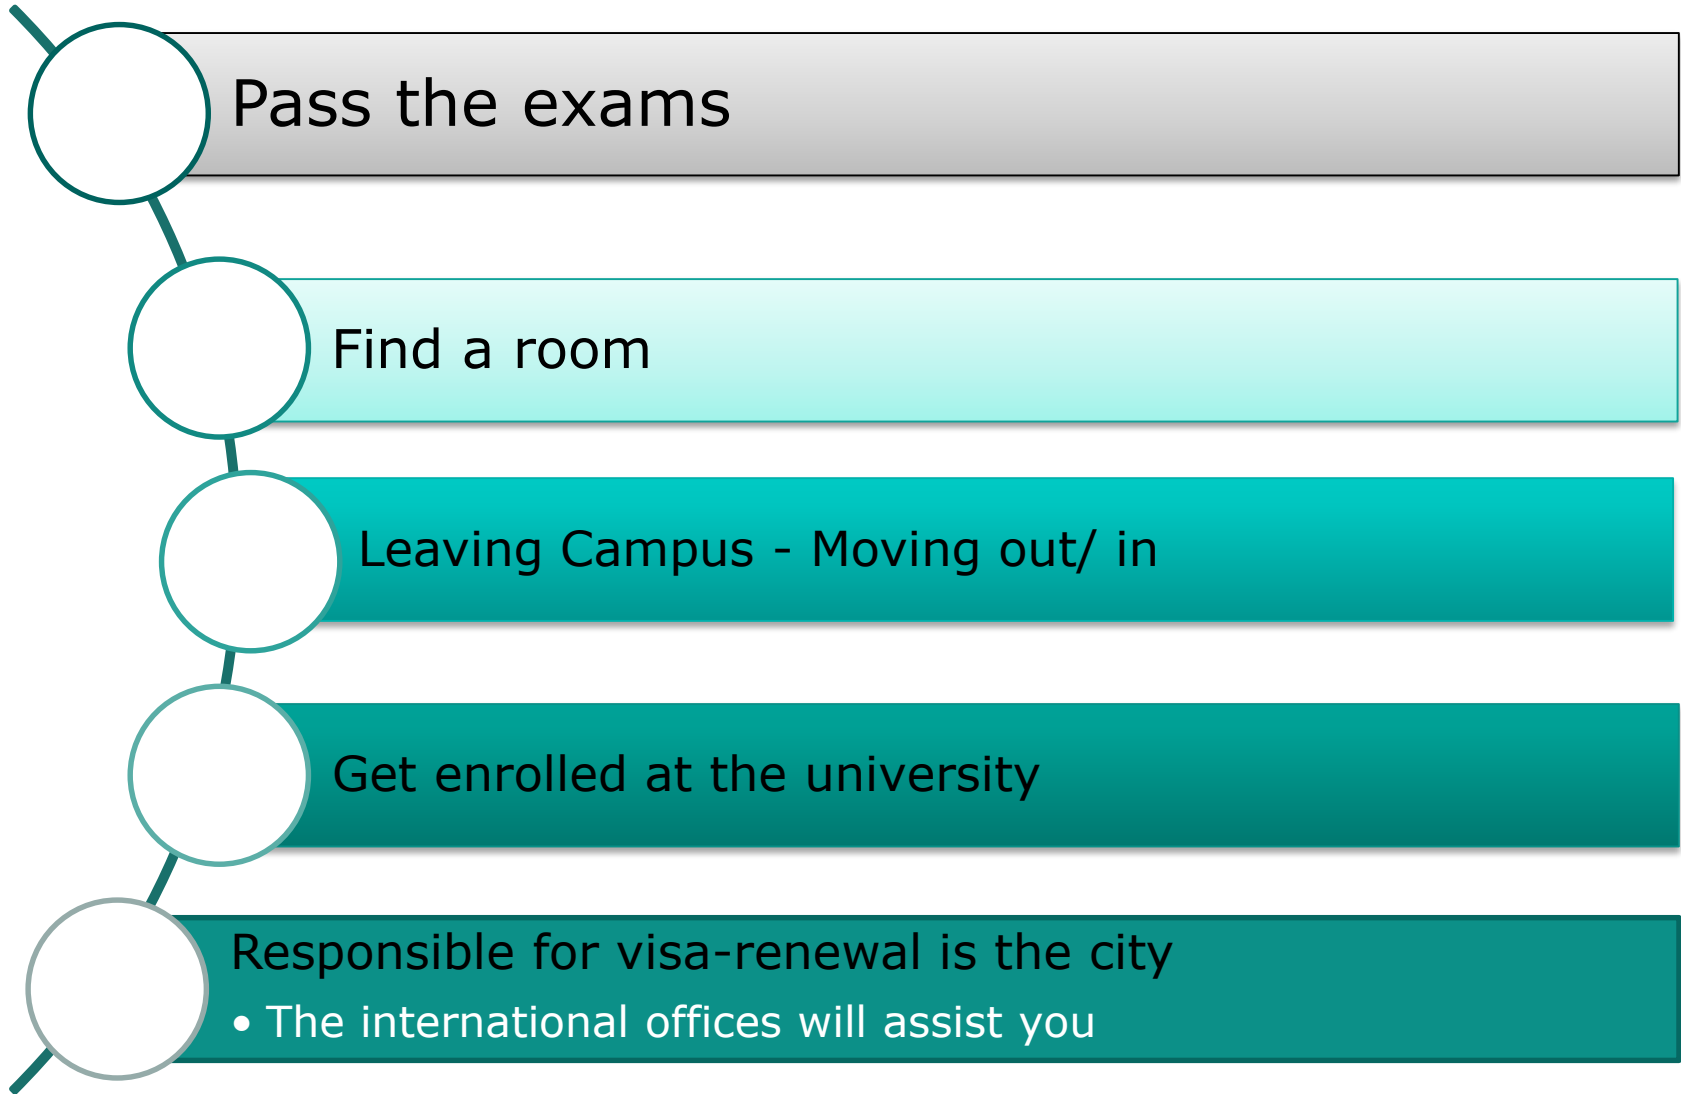 Pass the exams
Find a room
Leaving Campus - Moving out/ in
Get enrolled at the university
Responsible for visa-renewal is the city
• The international offices will assist you